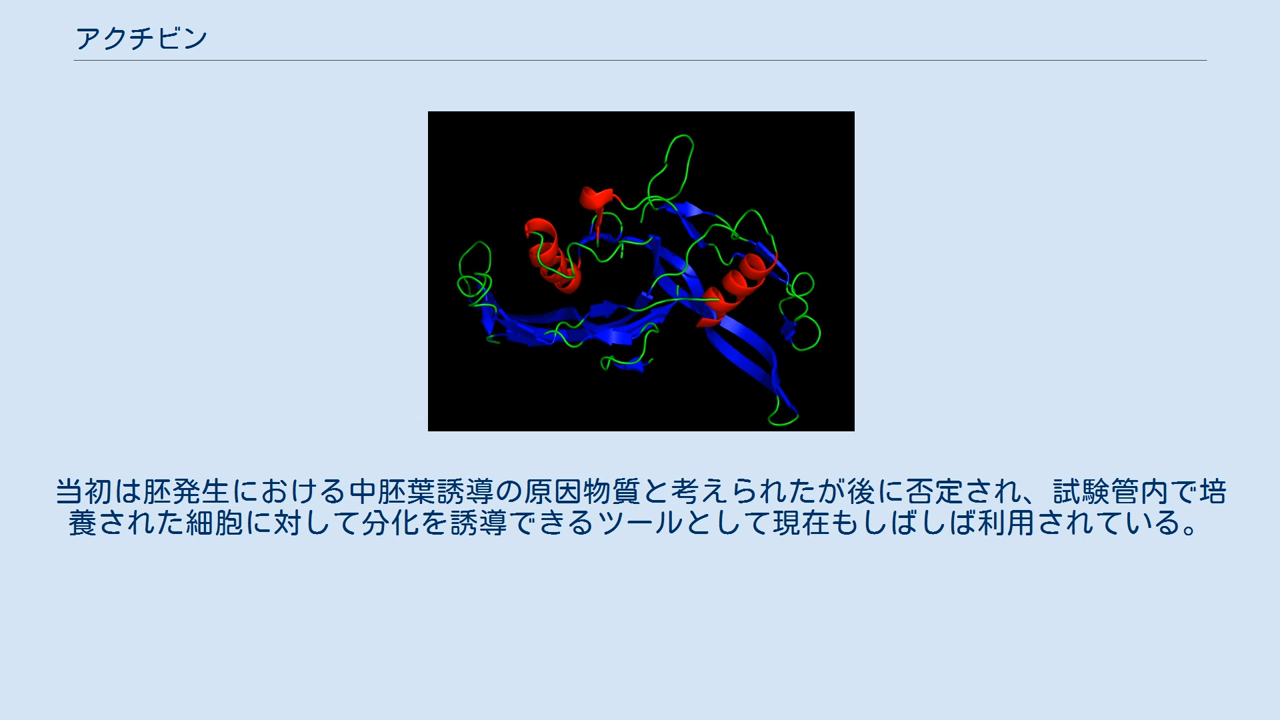 アクチビン
当初は胚発生における中胚葉誘導の原因物質と考えられたが後に否定され、試験管内で培
養された細胞に対して分化を誘導できるツールとして現在もしばしば利用されている。